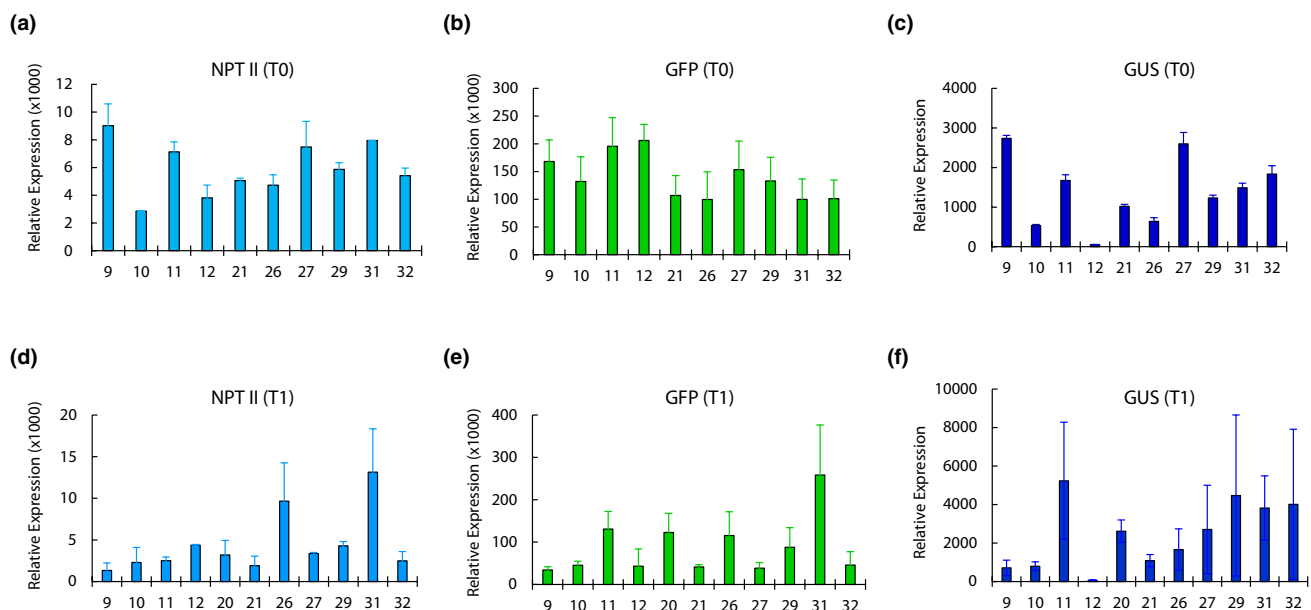 (a)
NPT II (T0)
Relative Expression (x1000)
12
10
8
6
4
2
0
9 10 11 12 21 26 27 29 31 32
(b)
GFP (T0)
Relative Expression (x1000)
300
250
200
150
100
50
0
9 10 11 12 21 26 27 29 31 32
(c)
GUS (T0)
Relative Expression
4000
3000
2000
1000
0
9 10 11 12 21 26 27 29 31 32
(d)
NPT II (T1)
Relative Expression (x1000)
20
15
10
5
0
9 10 11 12 20 21 26 27 29 31 32
(e)
GFP (T1)
Relative Expression (x1000)
400
300
200
100
0
9 10 11 12 20 21 26 27 29 31 32
(f)
GUS (T1)
Relative Expression
10000
8000
6000
4000
2000
0
9 10 11 12 20 21 26 27 29 31 32